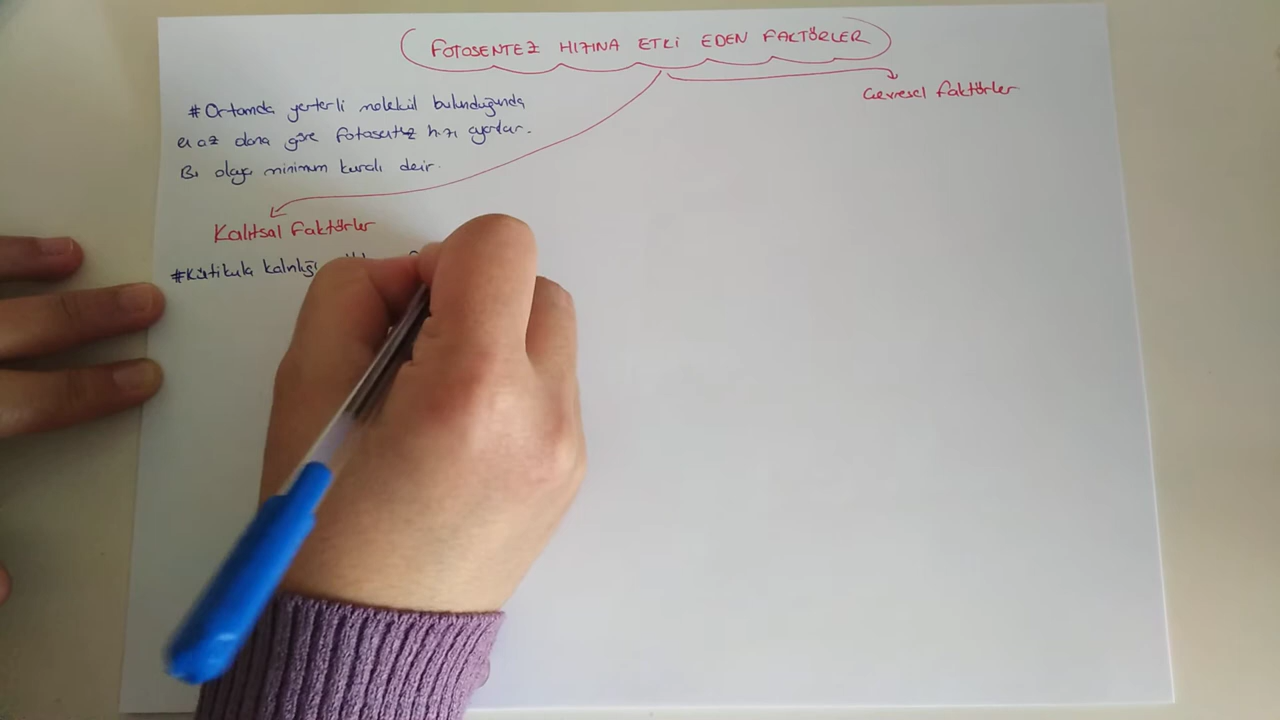 FOTOSENTEZ HIZINA ETKİ EDEN FAKTÖRLER
Çevresel faktörler
#Ortamda yeterli molekül bulunduğunda
en az olana göre fotosentez hızı ayarlar.
Bu olaya minimum kuralı denir.
Kalıtsal faktörler
#Kütikula kalınlığı